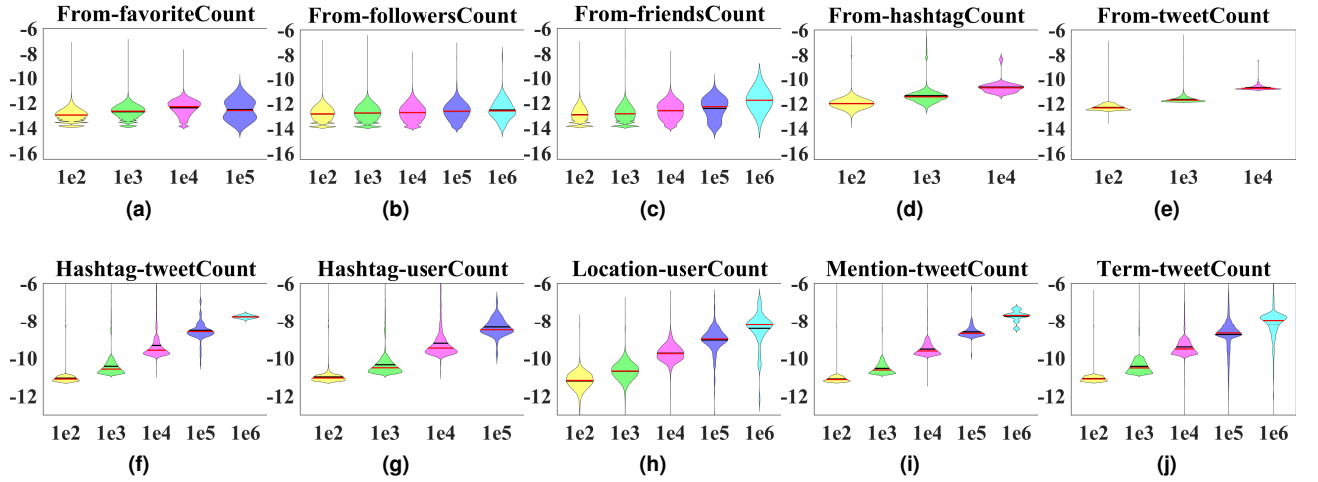 From-favoriteCount From-followersCount From-friendsCount From-hashtagCount From-tweetCount
-6 -6 -6 -6 -6
-8 -8 -8 -8 -8
-10 -10 -10 -10 -10
-12 -12 -12 -12 -12
-14 -14 -14 -14 -14
-16 -16 -16 -16 -16
1e2 1e3 1e4 1e5 1e2 1e3 1e4 1e5 1e6 1e2 1e3 1e4 1e5 1e6 1e2 1e3 1e4 1e2 1e3 1e4
(a) (b) (c) (d) (e)
Hashtag-tweetCount Hashtag-userCount Location-userCount Mention-tweetCount Term-tweetCount
-6 -6 -6 -6 -6
-8 -8 -8 -8 -8
-10 -10 -10 -10 -10
-12 -12 -12 -12 -12
1e2 1e3 1e4 1e5 1e6 1e2 1e3 1e4 1e5 1e2 1e3 1e4 1e5 1e6 1e2 1e3 1e4 1e5 1e6 1e2 1e3 1e4 1e5 1e6
(f) (g) (h) (i) (j)